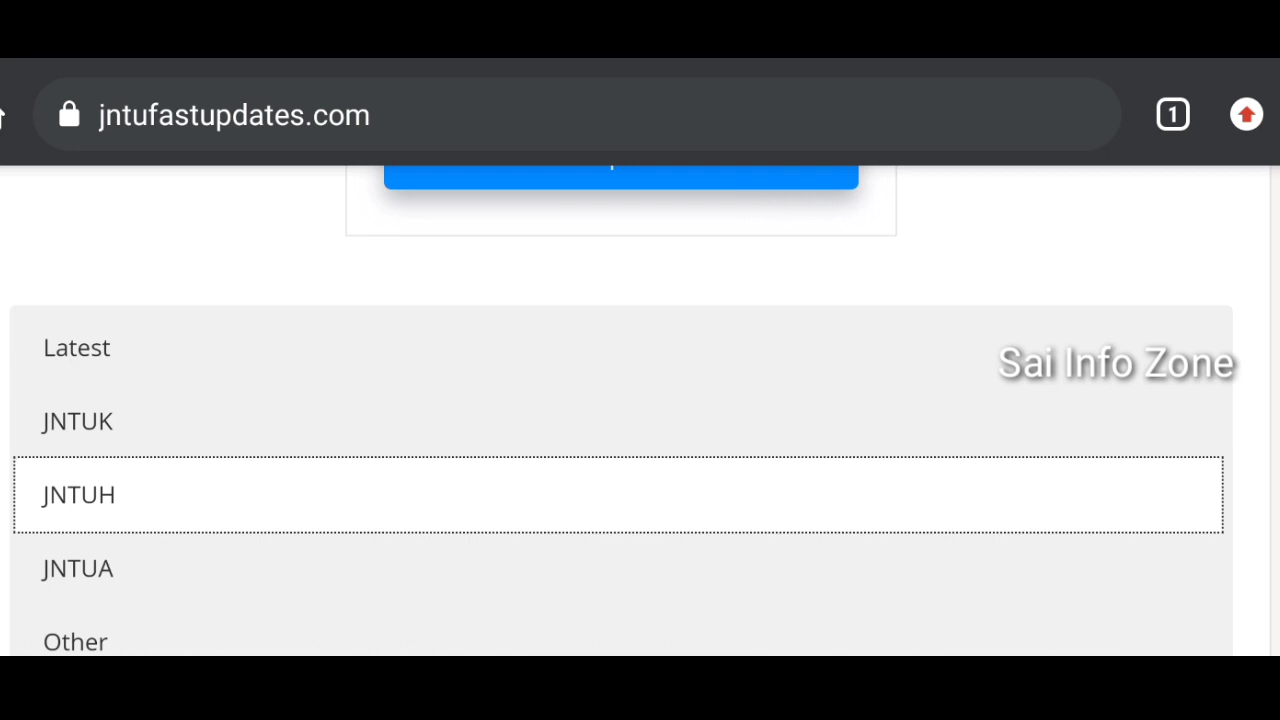 jntufastupdates.com
1
Latest
Sai Info Zone
JNTUK
JNTUH
JNTUA
Other